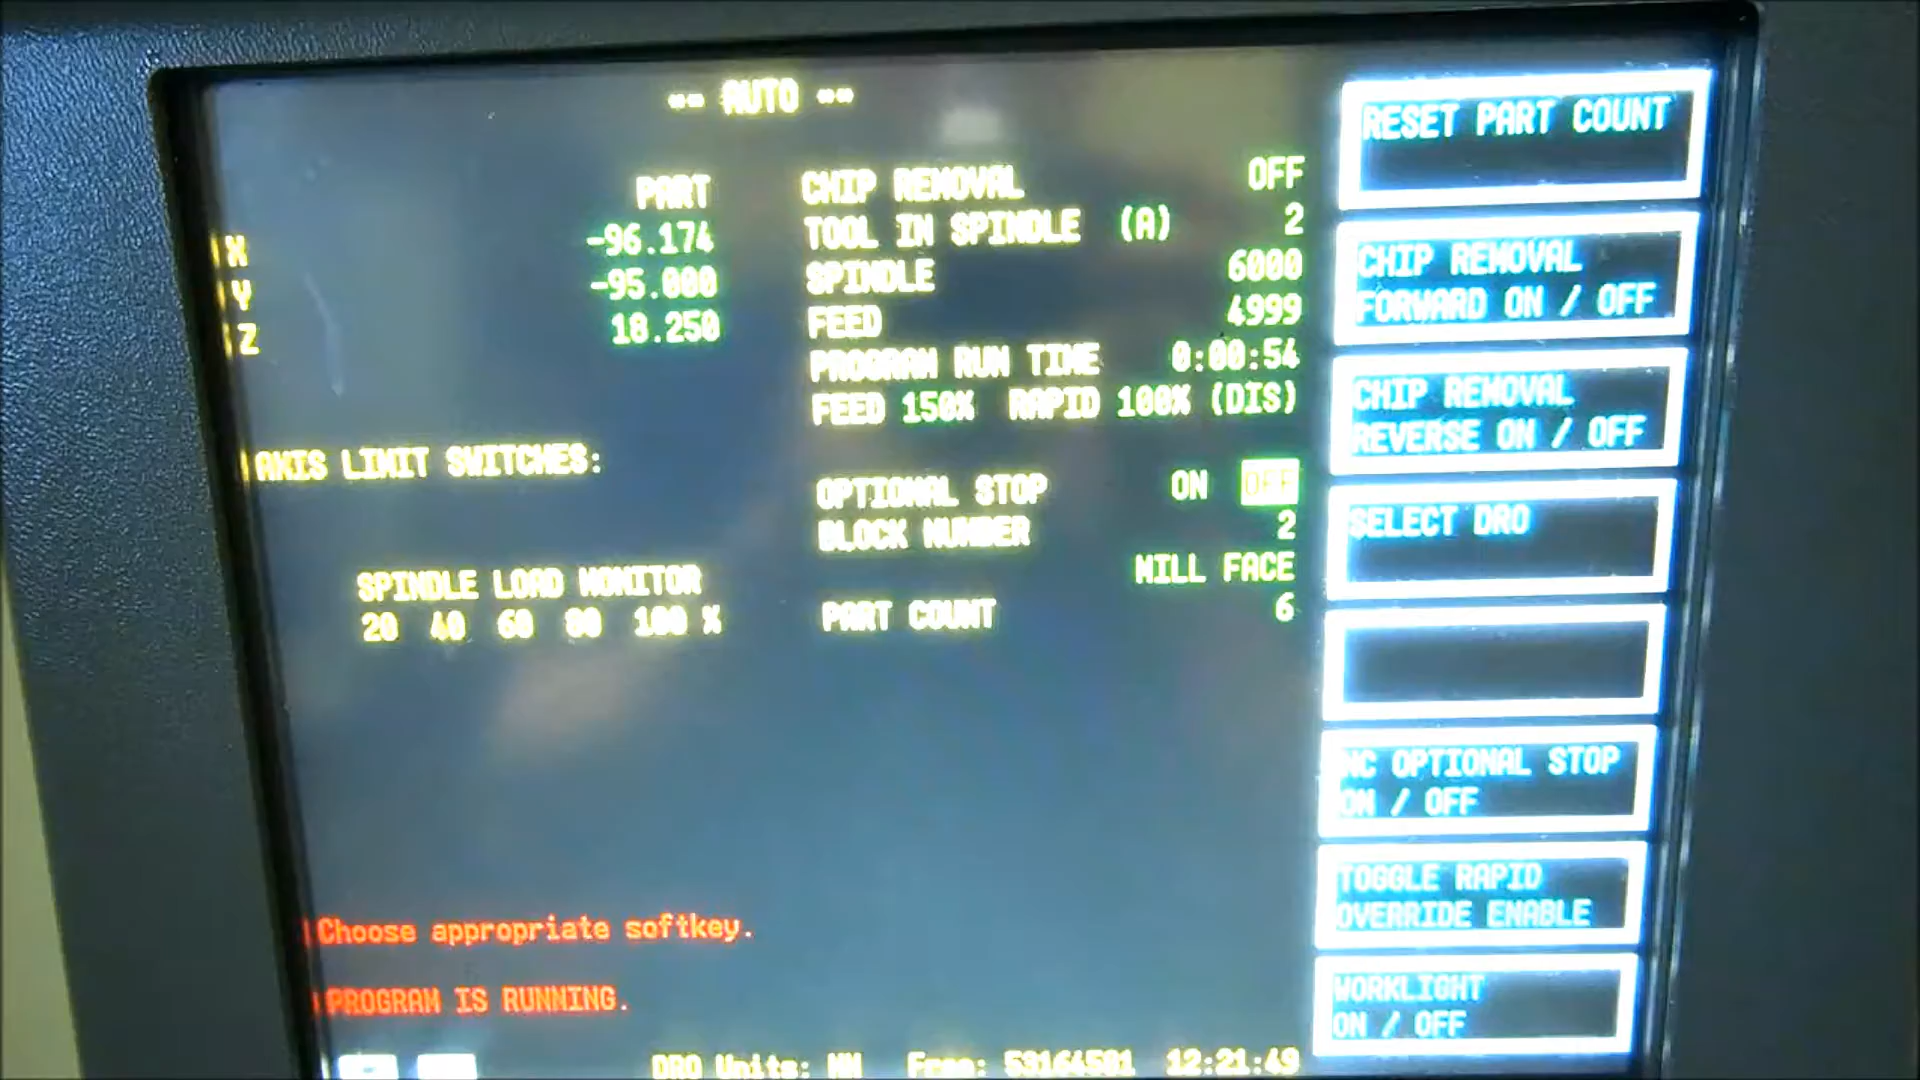 -- AUTO --
PART
X -96.174
Y -95.000
Z 18.250
CHIP REMOVAL OFF
TOOL IN SPINDLE (A) 2
SPINDLE 6000
FEED 4999
PROGRAM RUN TIME 0:00:54
FEED 150% RAPID 100% (DIS)
AXIS LIMIT SWITCHES:
OPTIONAL STOP ON OFF
BLOCK NUMBER 2
MILL FACE
SPINDLE LOAD MONITOR
20 40 60 80 100 %
PART COUNT 6
Choose appropriate softkey.
PROGRAM IS RUNNING.
DRO Units: MM Free: 53164581 12:21:49
RESET PART COUNT
CHIP REMOVAL
FORWARD ON / OFF
CHIP REMOVAL
REVERSE ON / OFF
SELECT DRO
NC OPTIONAL STOP
ON / OFF
TOGGLE RAPID
OVERRIDE ENABLE
WORKLIGHT
ON / OFF